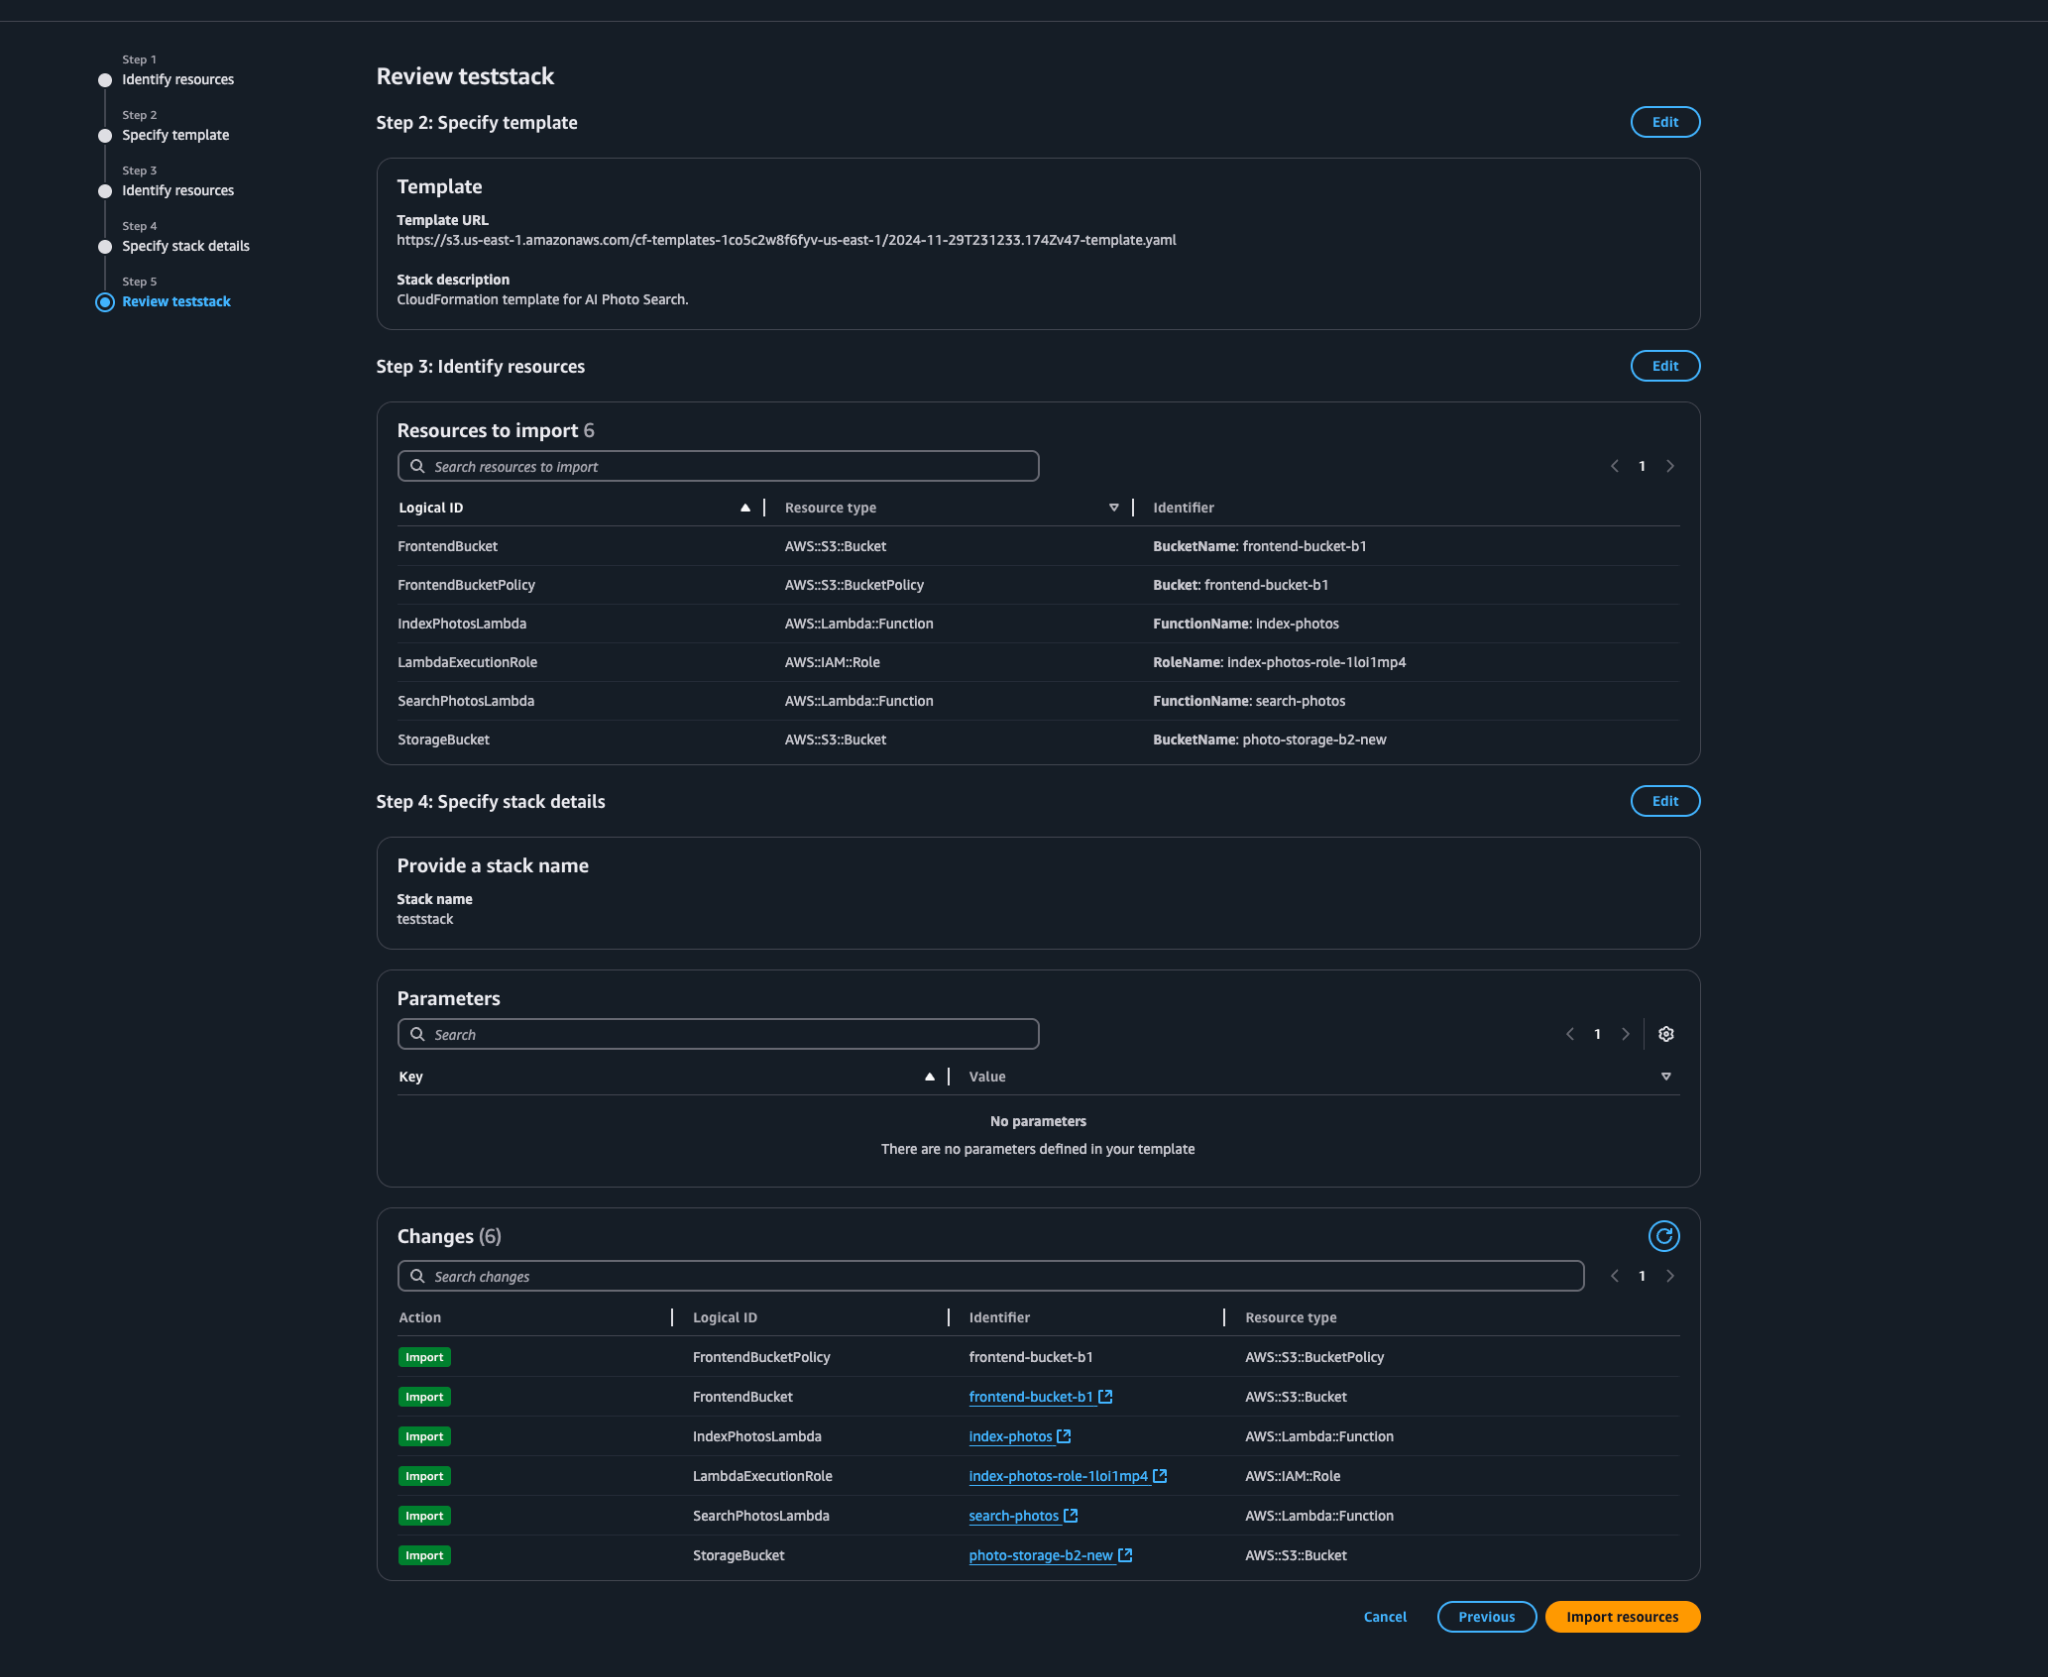 Step 1
Identify resources
Step 2
Specify template
Step 3
Identify resources
Step 4
Specify stack details
Step 5
Review teststack
Review teststack
Step 2: Specify template
Edit
Template
Template URL
https://s3.us-east-1.amazonaws.com/cf-templates-1co5c2w8f6fyv-us-east-1/2024-11-29T231233.174Zv47-template.yaml
Stack description
CloudFormation template for AI Photo Search.
Step 3: Identify resources
Edit
Resources to import 6
Search resources to import
1
Logical ID Resource type Identifier
FrontendBucket AWS::S3::Bucket BucketName: frontend-bucket-b1
FrontendBucketPolicy AWS::S3::BucketPolicy Bucket: frontend-bucket-b1
IndexPhotosLambda AWS::Lambda::Function FunctionName: index-photos
LambdaExecutionRole AWS::IAM::Role RoleName: index-photos-role-1loi1mp4
SearchPhotosLambda AWS::Lambda::Function FunctionName: search-photos
StorageBucket AWS::S3::Bucket BucketName: photo-storage-b2-new
Step 4: Specify stack details
Edit
Provide a stack name
Stack name
teststack
Parameters
Search
1
Key Value
No parameters
There are no parameters defined in your template
Changes (6)
Search changes
1
Action Logical ID Identifier Resource type
Import FrontendBucketPolicy frontend-bucket-b1 AWS::S3::BucketPolicy
Import FrontendBucket frontend-bucket-b1 AWS::S3::Bucket
Import IndexPhotosLambda index-photos AWS::Lambda::Function
Import LambdaExecutionRole index-photos-role-1loi1mp4 AWS::IAM::Role
Import SearchPhotosLambda search-photos AWS::Lambda::Function
Import StorageBucket photo-storage-b2-new AWS::S3::Bucket
Cancel
Previous
Import resources